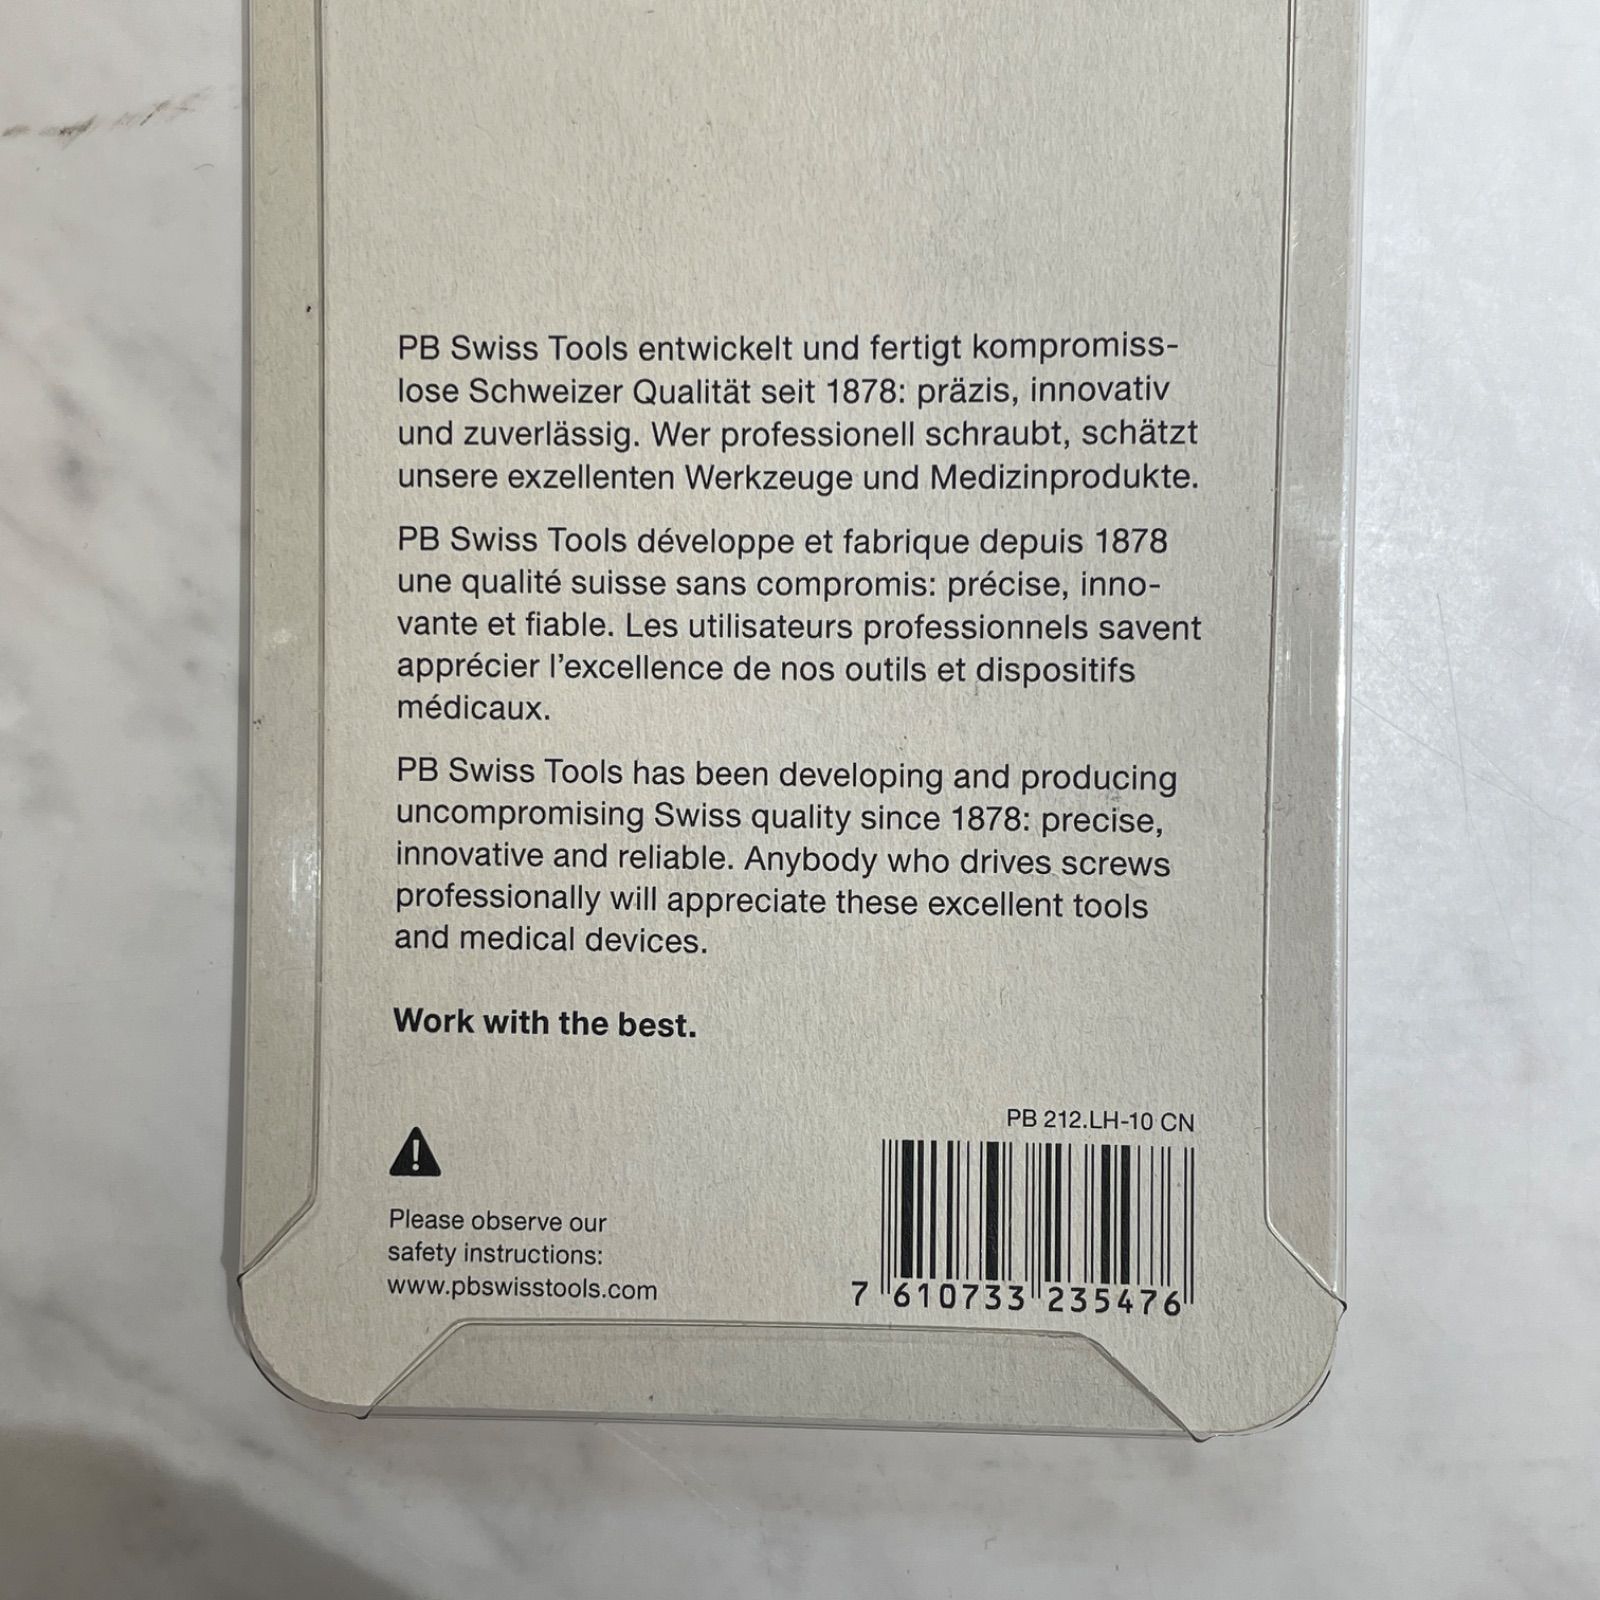 PB Swiss Tools entwickelt und fertigt kompromiss-
lose Schweizer Qualität seit 1878: präzis, innovativ
und zuverlässig. Wer professionell schraubt, schätzt
unsere exzellenten Werkzeuge und Medizinprodukte.
PB Swiss Tools développe et fabrique depuis 1878
une qualité suisse sans compromis: précise, inno-
vante et fiable. Les utilisateurs professionnels savent
apprécier l’excellence de nos outils et dispositifs
médicaux.
PB Swiss Tools has been developing and producing
uncompromising Swiss quality since 1878: precise,
innovative and reliable. Anybody who drives screws
professionally will appreciate these excellent tools
and medical devices.
Work with the best.
Please observe our
safety instructions:
www.pbswisstools.com
PB 212.LH-10 CN
7 610733 235476